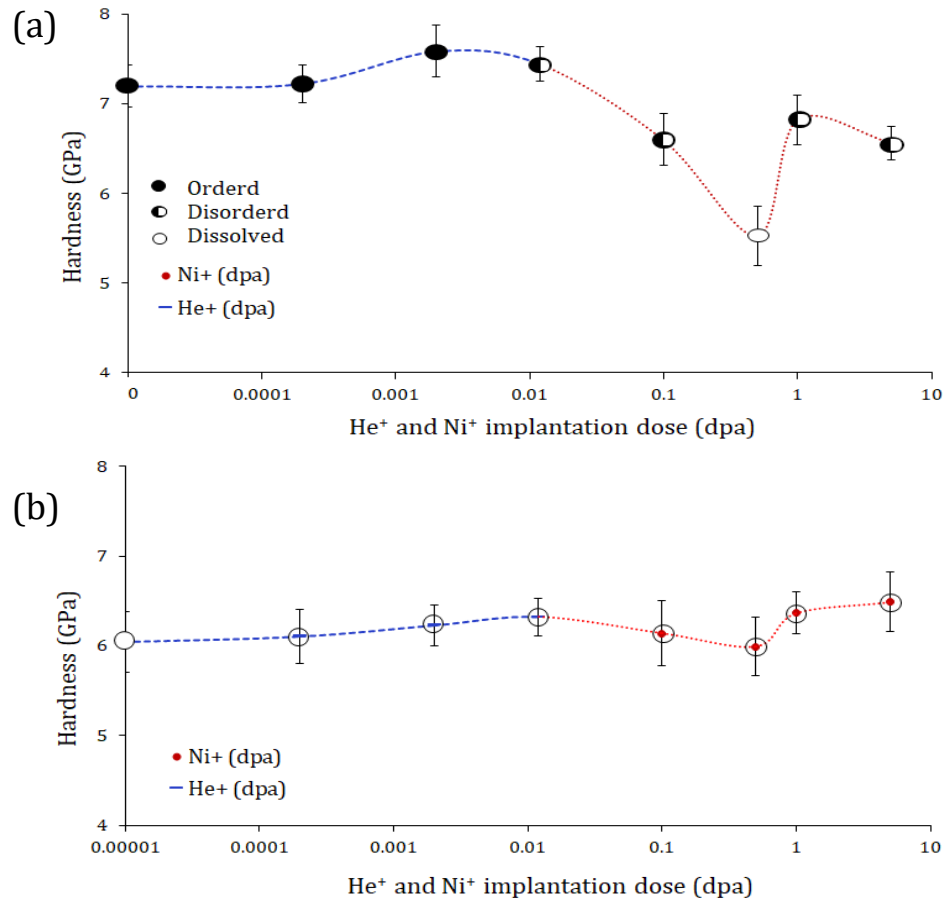 (a)
8
7
6
5
4
Hardness (GPa)
Orderd
Disorderd
Dissolved
Ni+ (dpa)
He+ (dpa)
0 0.0001 0.001 0.01 0.1 1 10
He⁺ and Ni⁺ implantation dose (dpa)
(b)
8
7
6
5
4
Hardness (GPa)
Ni+ (dpa)
He+ (dpa)
0.00001 0.0001 0.001 0.01 0.1 1 10
He⁺ and Ni⁺ implantation dose (dpa)